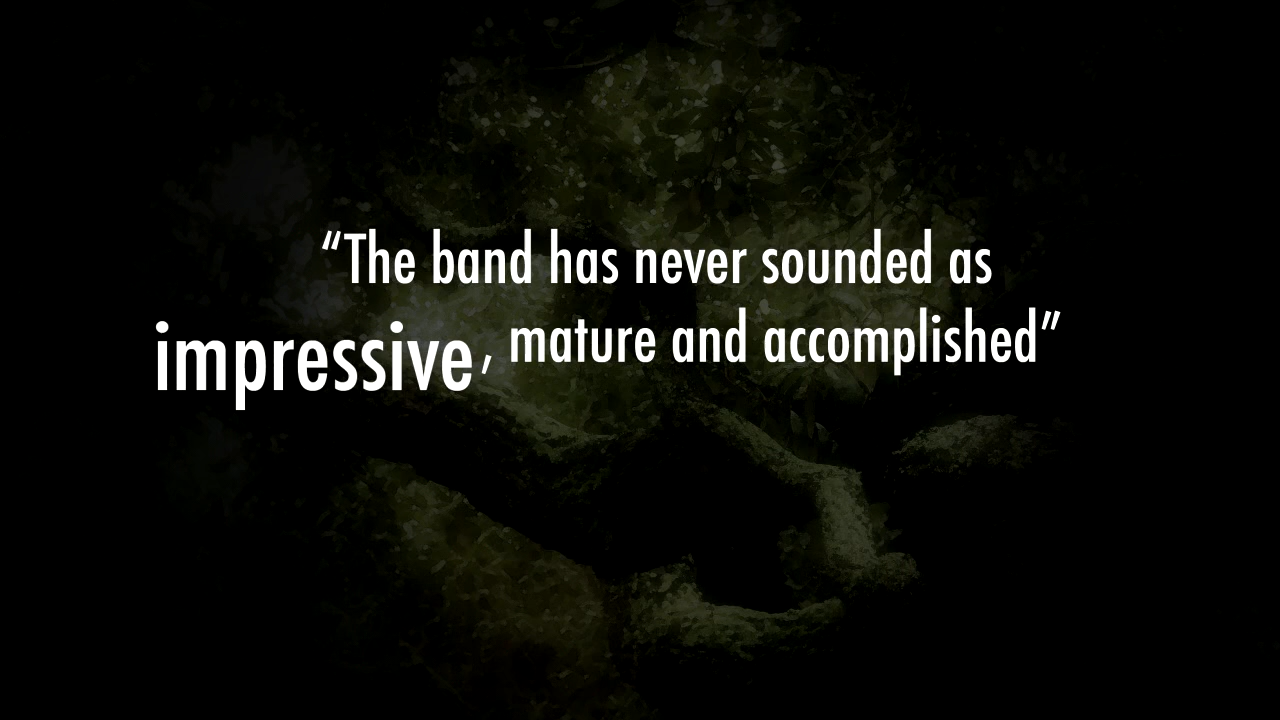 “The band has never sounded as
impressive, mature and accomplished”